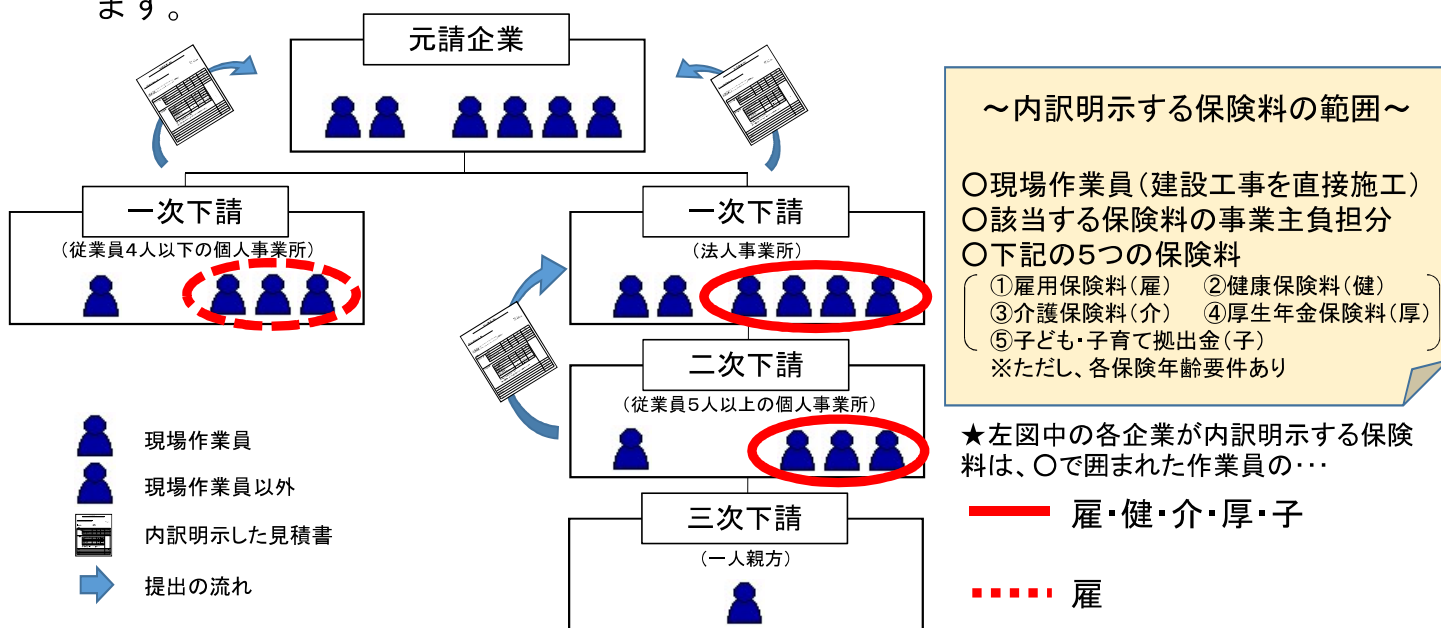 ます。
元請企業
一次下請
(従業員4人以下の個人事業所)
一次下請
(法人事業所)
二次下請
(従業員5人以上の個人事業所)
三次下請
(一人親方)
現場作業員
現場作業員以外
内訳明示した見積書
提出の流れ
～内訳明示する保険料の範囲～
○現場作業員(建設工事を直接施工)
○該当する保険料の事業主負担分
○下記の5つの保険料
①雇用保険料(雇) ②健康保険料(健)
③介護保険料(介) ④厚生年金保険料(厚)
⑤子ども・子育て拠出金(子)
※ただし、各保険年齢要件あり
★左図中の各企業が内訳明示する保険
料は、○で囲まれた作業員の…
雇・健・介・厚・子
雇